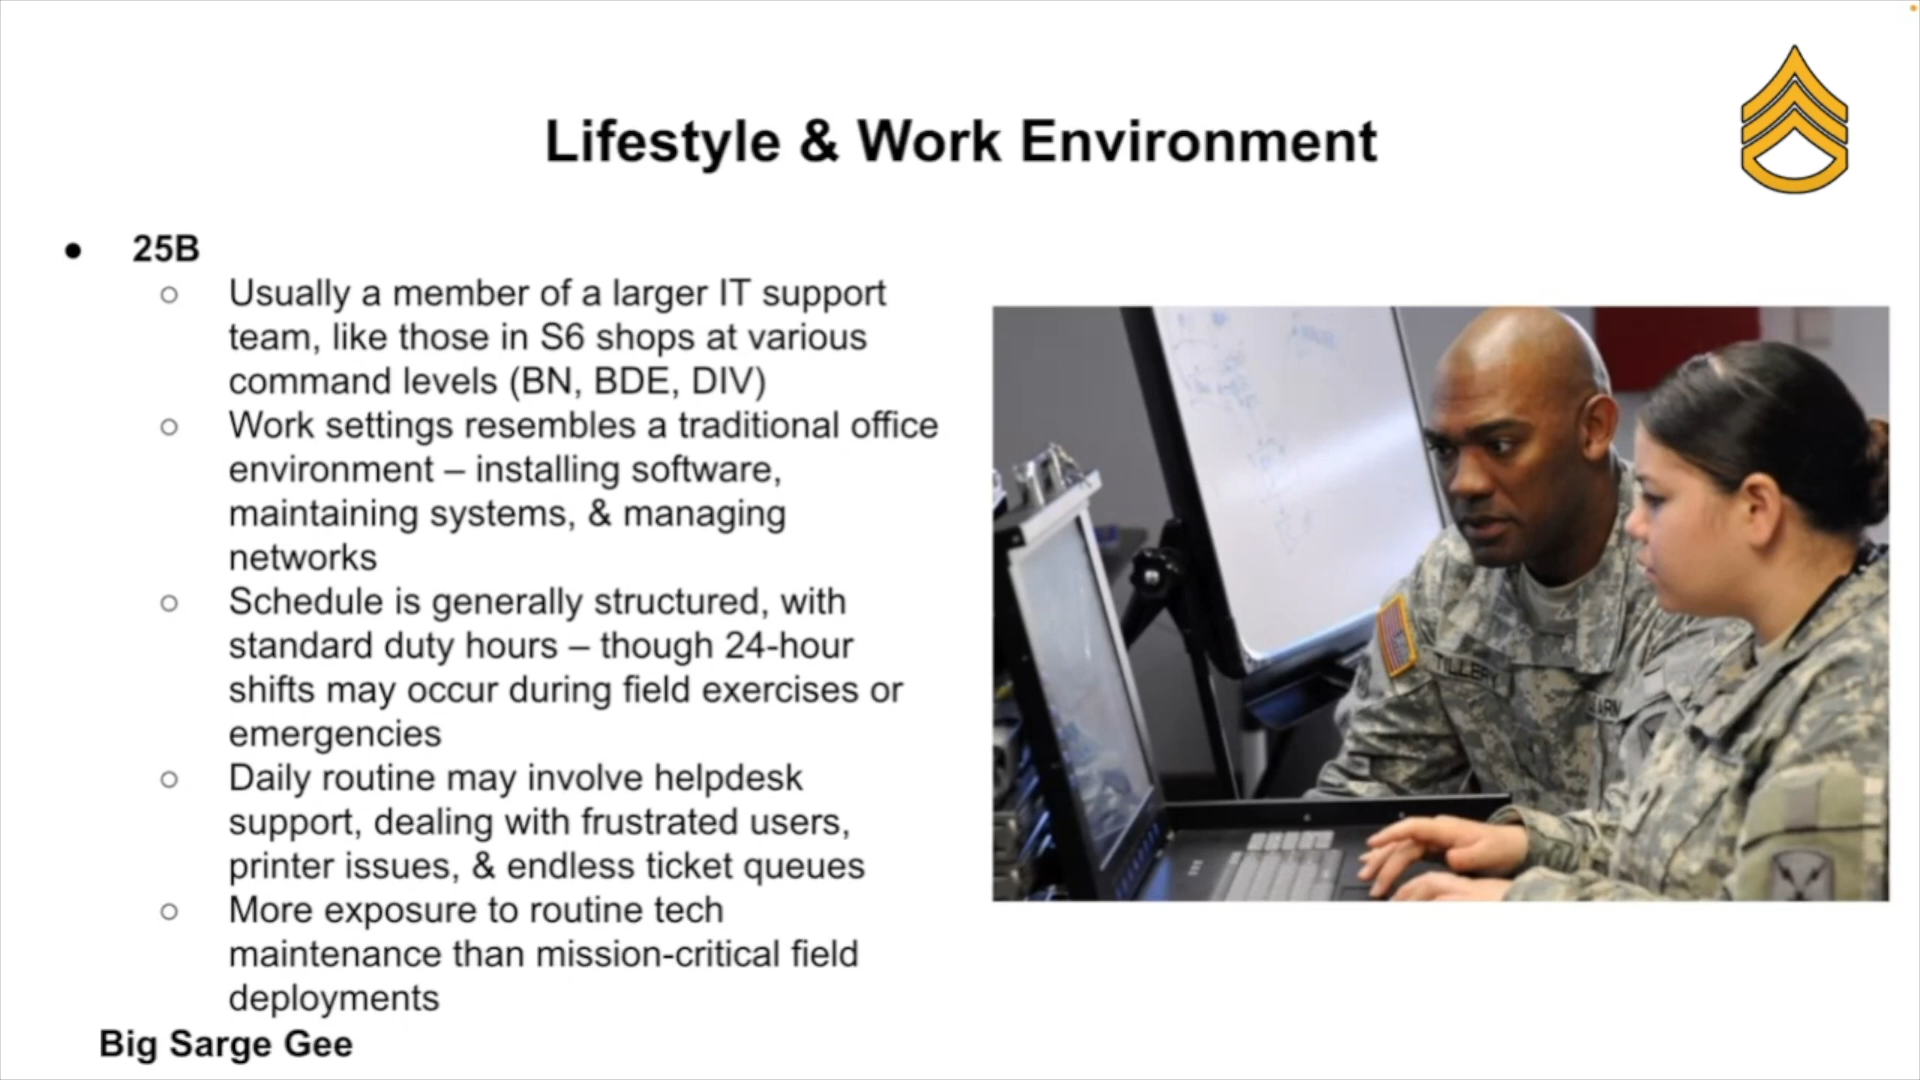 Lifestyle & Work Environment
● 25B
○ Usually a member of a larger IT support
team, like those in S6 shops at various
command levels (BN, BDE, DIV)
○ Work settings resembles a traditional office
environment – installing software,
maintaining systems, & managing
networks
○ Schedule is generally structured, with
standard duty hours – though 24-hour
shifts may occur during field exercises or
emergencies
○ Daily routine may involve helpdesk
support, dealing with frustrated users,
printer issues, & endless ticket queues
○ More exposure to routine tech
maintenance than mission-critical field
deployments
Big Sarge Gee